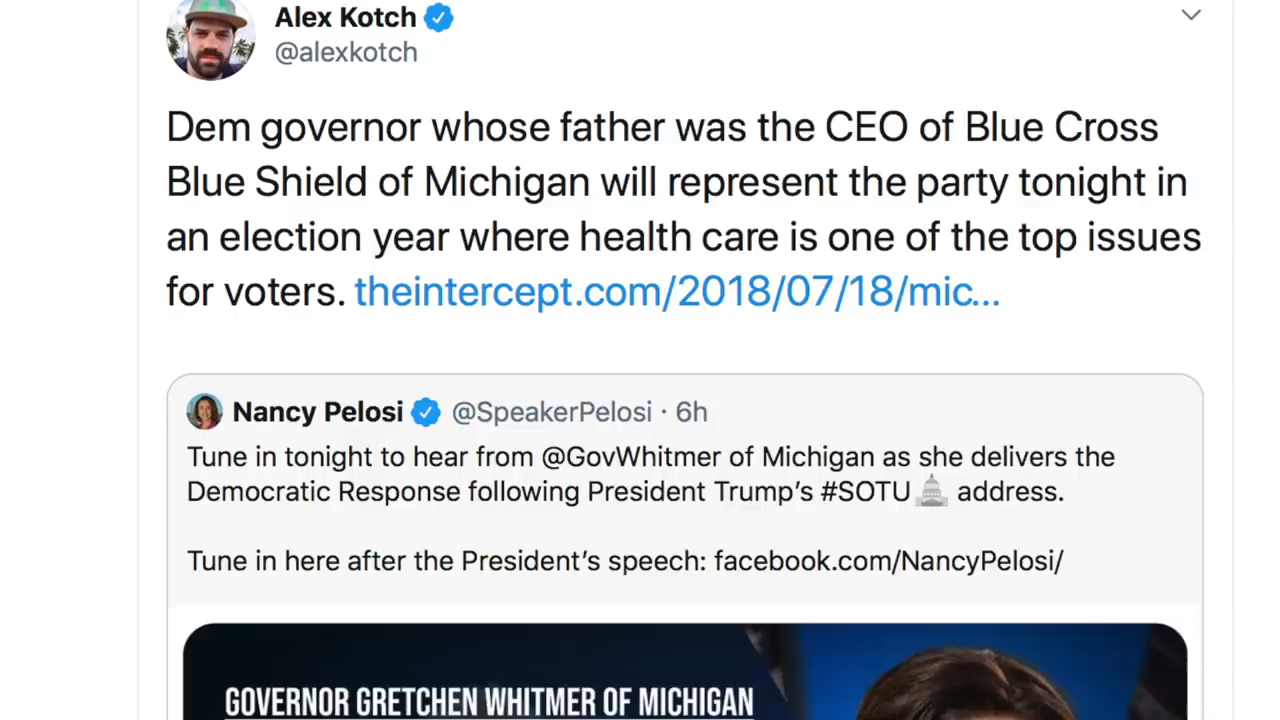 Alex Kotch
@alexkotch
Dem governor whose father was the CEO of Blue Cross
Blue Shield of Michigan will represent the party tonight in
an election year where health care is one of the top issues
for voters. theintercept.com/2018/07/18/mic...
Nancy Pelosi @SpeakerPelosi · 6h
Tune in tonight to hear from @GovWhitmer of Michigan as she delivers the
Democratic Response following President Trump’s #SOTU address.
Tune in here after the President’s speech: facebook.com/NancyPelosi/
GOVERNOR GRETCHEN WHITMER OF MICHIGAN